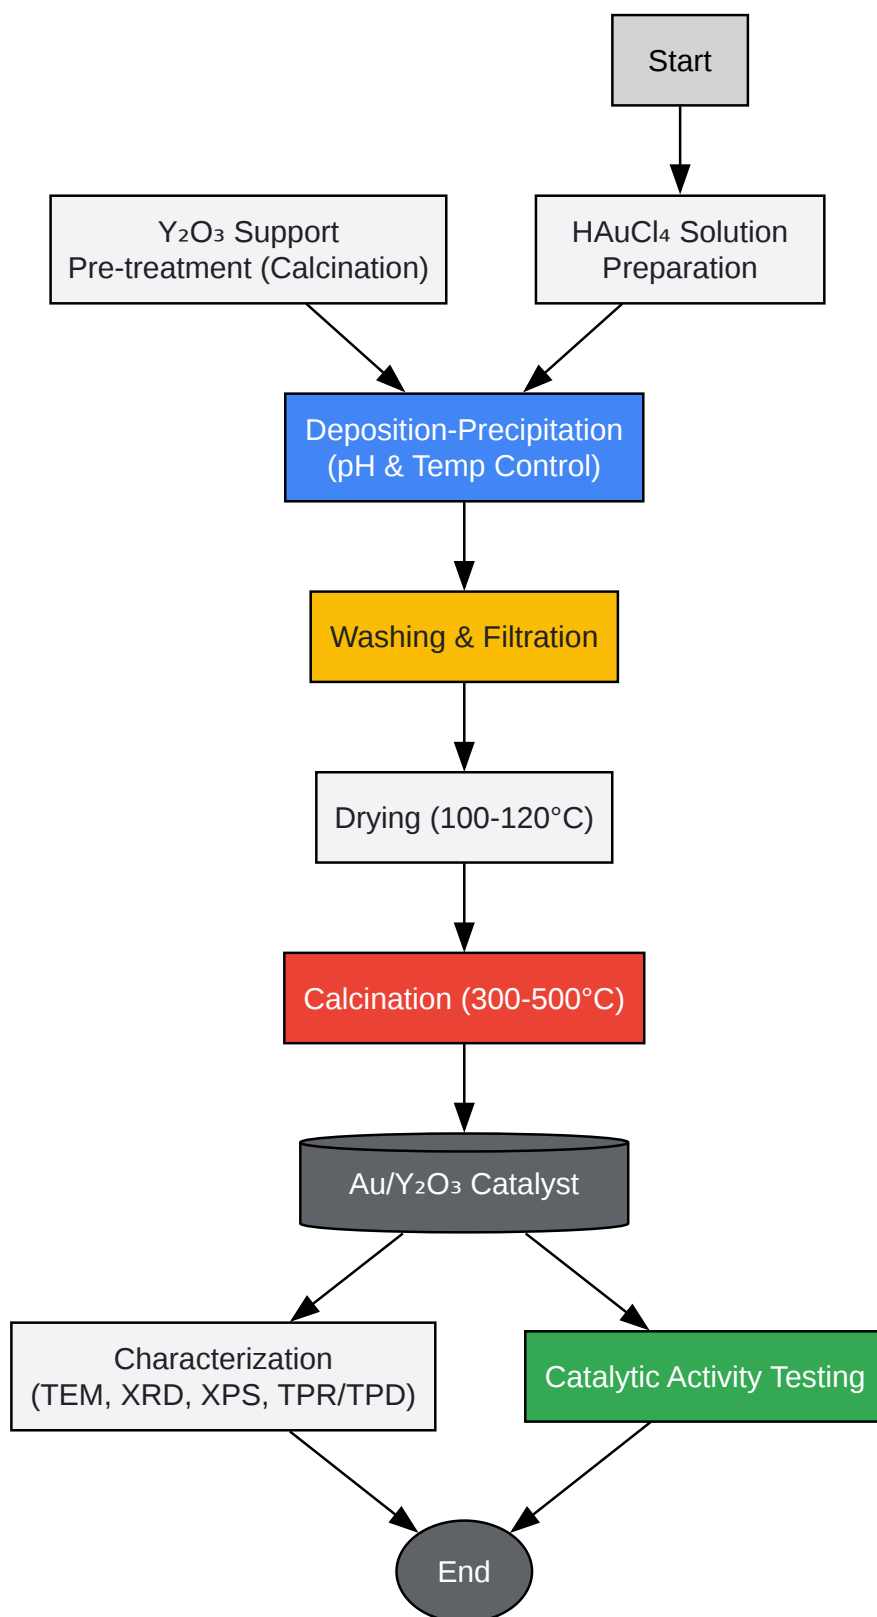 Start
Y₂O₃ Support
Pre-treatment (Calcination)
HAuCl₄ Solution
Preparation
Deposition-Precipitation
(pH & Temp Control)
Washing & Filtration
Drying (100-120°C)
Calcination (300-500°C)
Au/Y₂O₃ Catalyst
Characterization
(TEM, XRD, XPS, TPR/TPD)
Catalytic Activity Testing
End